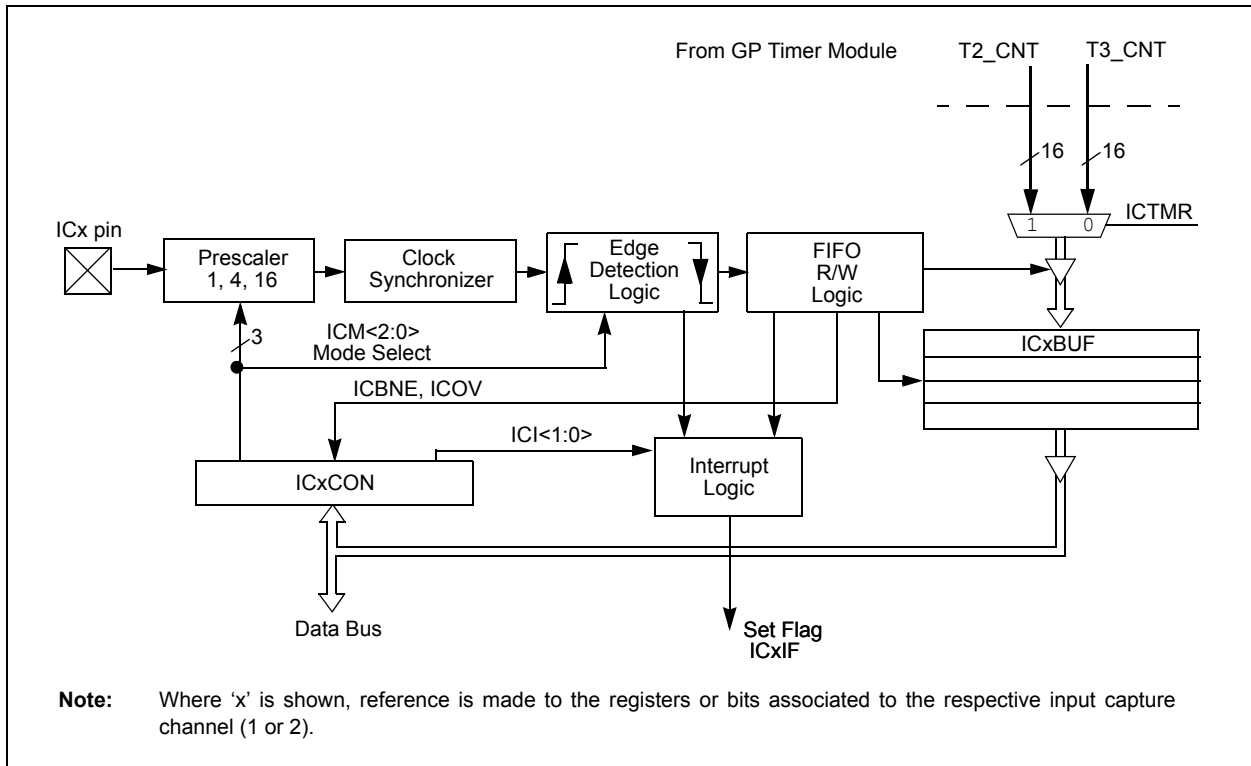 From GP Timer Module
T2_CNT
T3_CNT
16
16
1
0
ICTMR
ICx pin
Prescaler
1, 4, 16
Clock
Synchronizer
Edge
Detection
Logic
FIFO
R/W
Logic
3
ICM<2:0>
Mode Select
ICxBUF
ICBNE, ICOV
ICI<1:0>
ICxCON
Interrupt
Logic
Data Bus
Set Flag
ICxIF
Note: Where ‘x’ is shown, reference is made to the registers or bits associated to the respective input capture
channel (1 or 2).